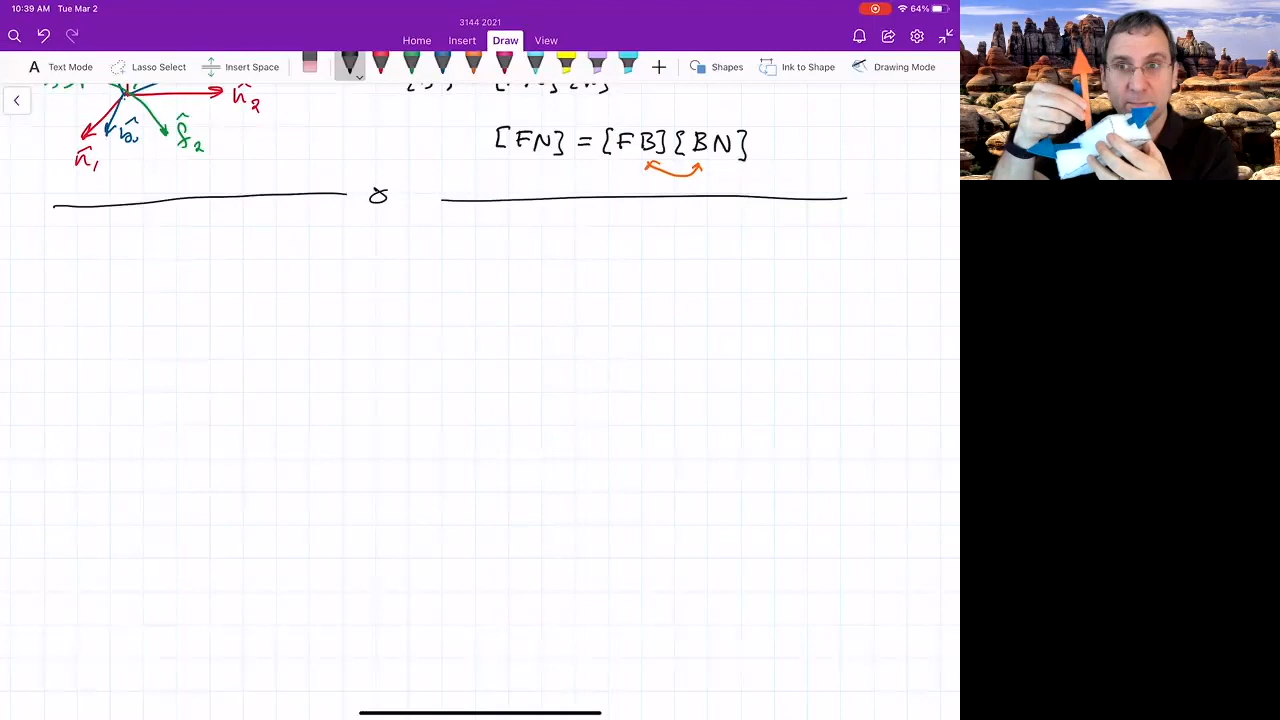 10:39 AM Tue Mar 2
64%
3144 2021
Home Insert Draw View
A Text Mode Lasso Select Insert Space Shapes Ink to Shape Drawing Mode
n̂2
n̂1
f̂2
[FN] = [FB][BN]